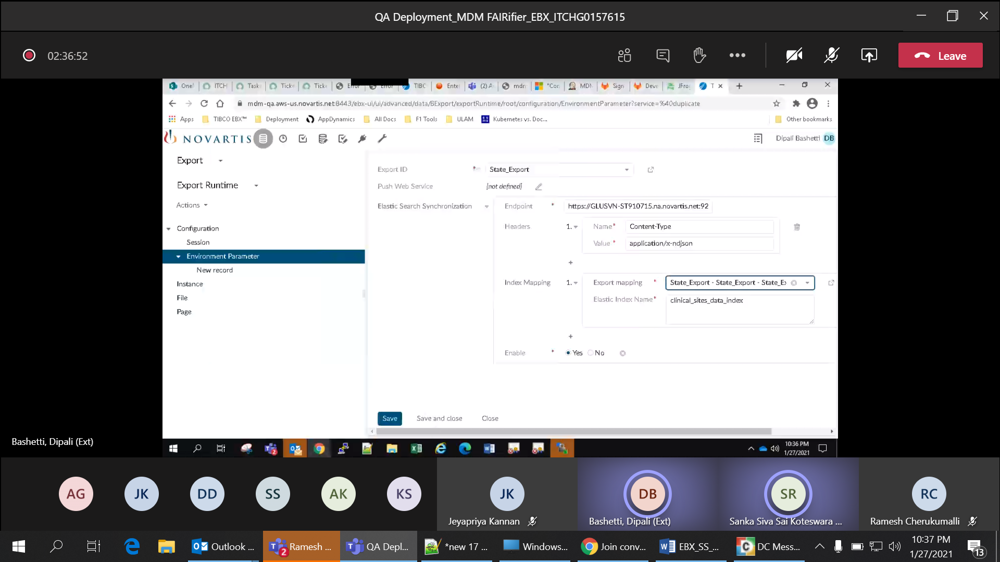 QA Deployment_MDM FAIRifier_EBX_ITCHG0157615
02:36:52
Leave
OneI
ITCH
Task
Ticke
Ticke
Error
Error
TIBC
Ente
(2) A
mdn
"Cor
MDN
Sign
Deve
JFro
T
mdm-qa.aws-us.novartis.net:8443/ebx-ui/ui/advanced/data/BExport/exportRuntime/root/configuration/EnvironmentParameter?service=%40duplicate
Apps
TIBCO EBX™
Deployment
AppDynamics
All Docs
F1 Tools
ULAM
Kubernetes vs. Doc...
Other bookmarks
NOVARTIS
Dipali Bashetti DB
Export
Export Runtime
Actions
Configuration
Session
Environment Parameter
New record
Instance
File
Page
Export ID * State_Export
Push Web Service [not defined]
Elastic Search Synchronization
Endpoint * https://GLUSVN-ST910715.na.novartis.net:92
Headers 1. Name* Content-Type
Value * application/x-ndjson
+
Index Mapping 1. Export mapping * State_Export - State_Export - State_Ex
Elastic Index Name* clinical_sites_data_index
+
Enable * Yes No
Save
Save and close
Close
10:36 PM
1/27/2021
Bashetti, Dipali (Ext)
AG
JK
DD
SS
AK
KS
JK
Jeyapriya Kannan
DB
Bashetti, Dipali (Ext)
SR
Sanka Siva Sai Koteswara ...
RC
Ramesh Cherukumalli
Outlook ...
2
Ramesh ...
QA Depl...
*new 17 ...
Windows...
Join conv...
EBX_SS_...
DC Mess...
10:37 PM
1/27/2021
13